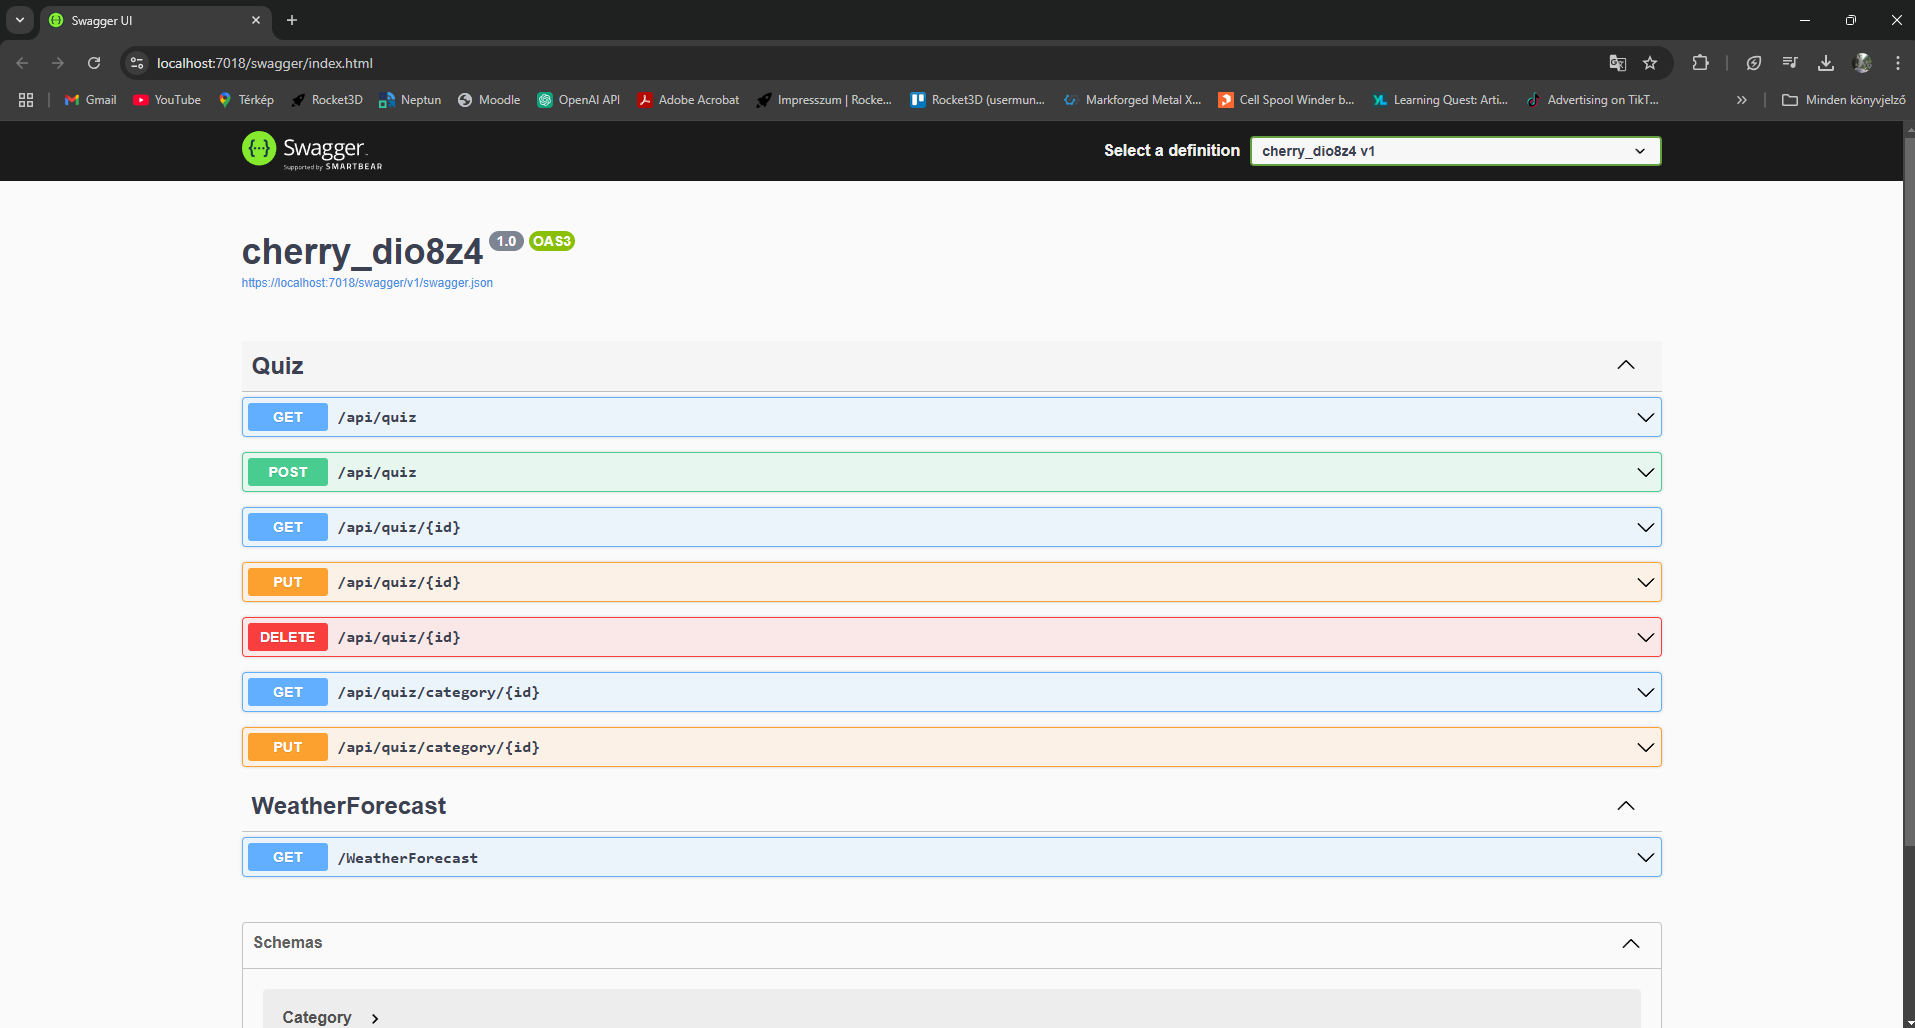 Swagger UI
localhost:7018/swagger/index.html
Gmail YouTube Térkép Rocket3D Neptun Moodle OpenAI API Adobe Acrobat Impresszum | Rocke... Rocket3D (usermun... Markforged Metal X... Cell Spool Winder b... Learning Quest: Arti... Advertising on TikT... » Minden könyvjelző
Swagger
Supported by SMARTBEAR
Select a definition cherry_dio8z4 v1
cherry_dio8z4 1.0 OAS3
https://localhost:7018/swagger/v1/swagger.json
Quiz
GET /api/quiz
POST /api/quiz
GET /api/quiz/{id}
PUT /api/quiz/{id}
DELETE /api/quiz/{id}
GET /api/quiz/category/{id}
PUT /api/quiz/category/{id}
WeatherForecast
GET /WeatherForecast
Schemas
Category